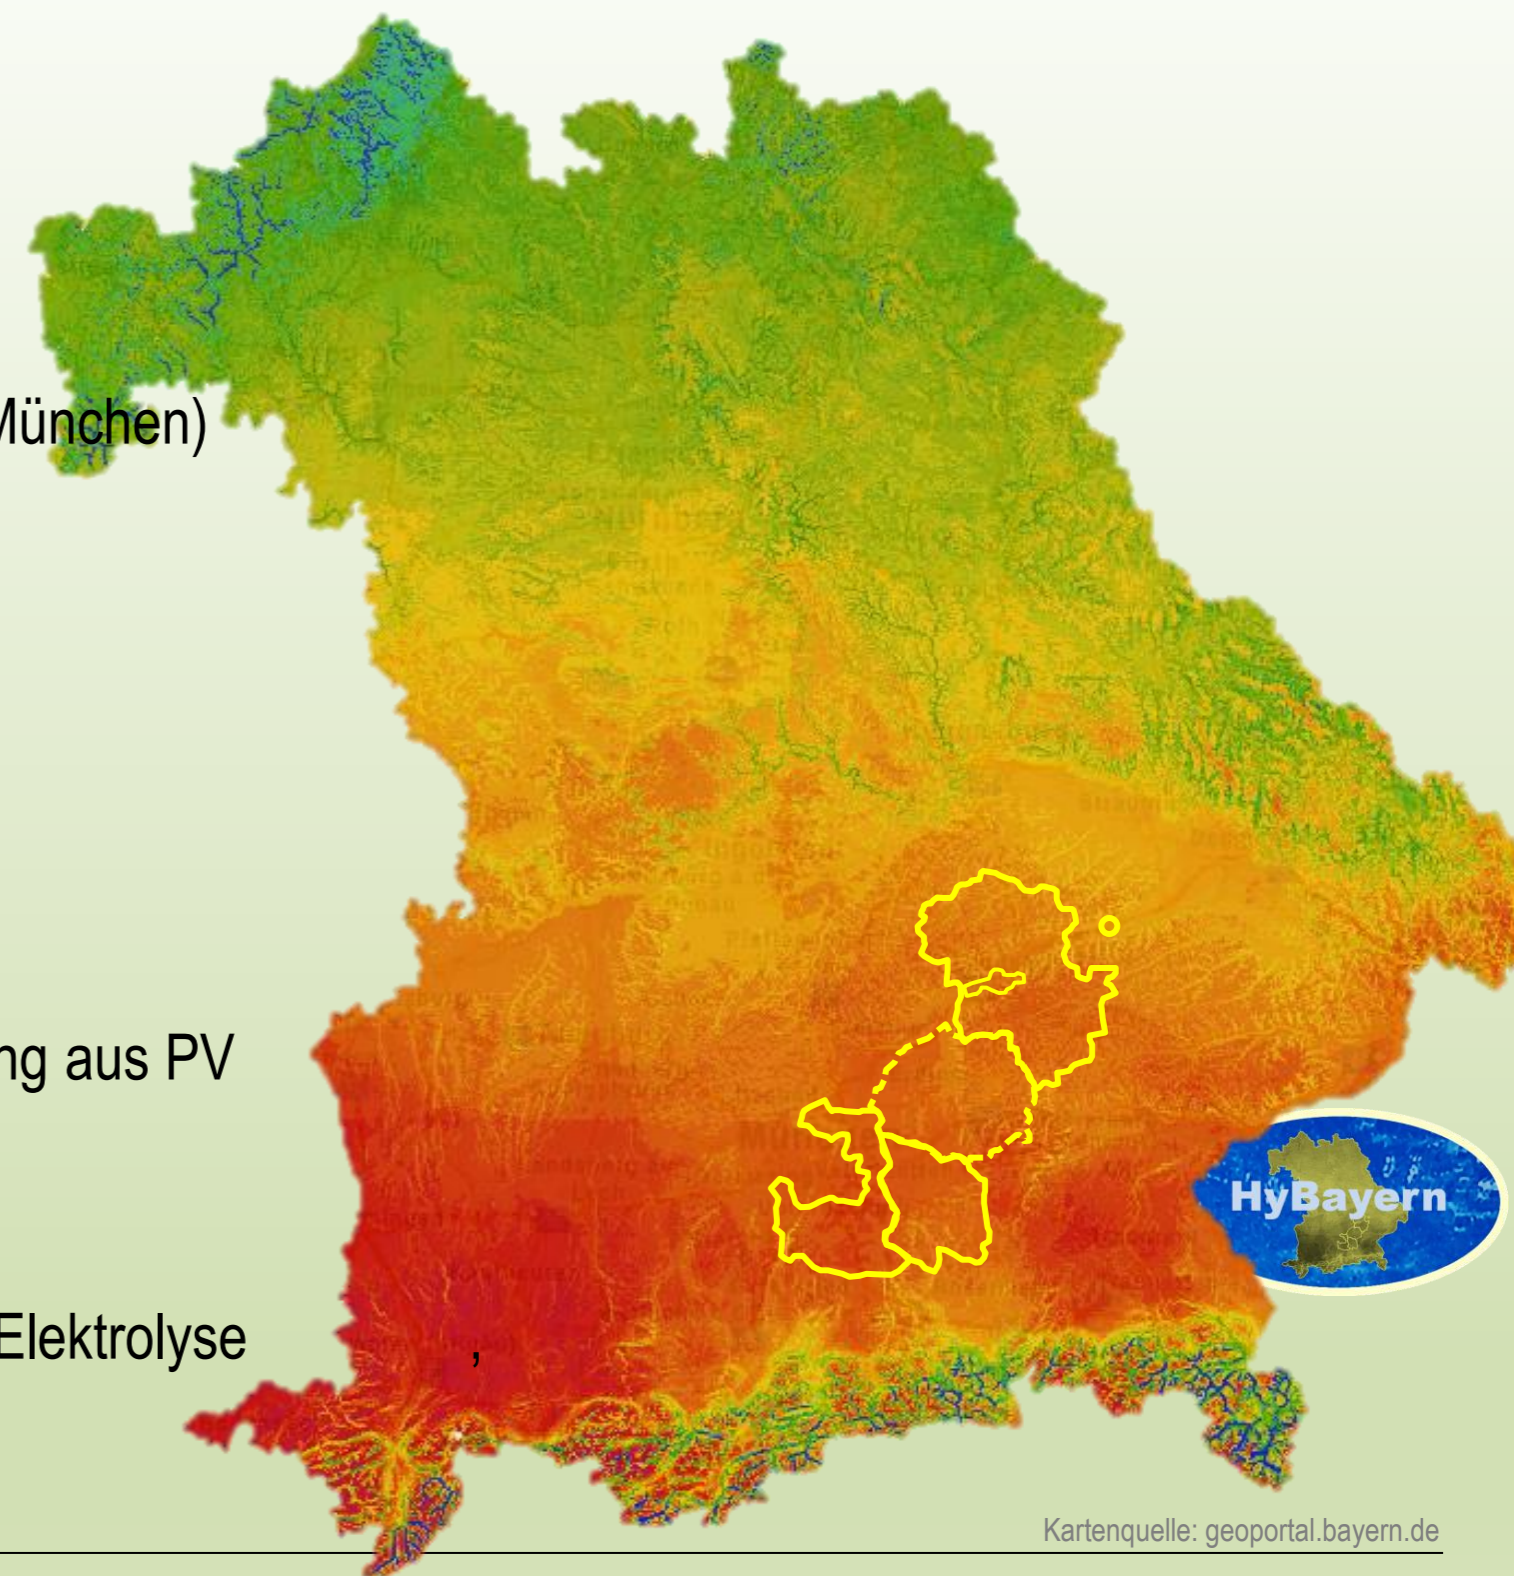 München)
ng aus PV
Elektrolyse ,
HyBayern
Kartenquelle: geoportal.bayern.de